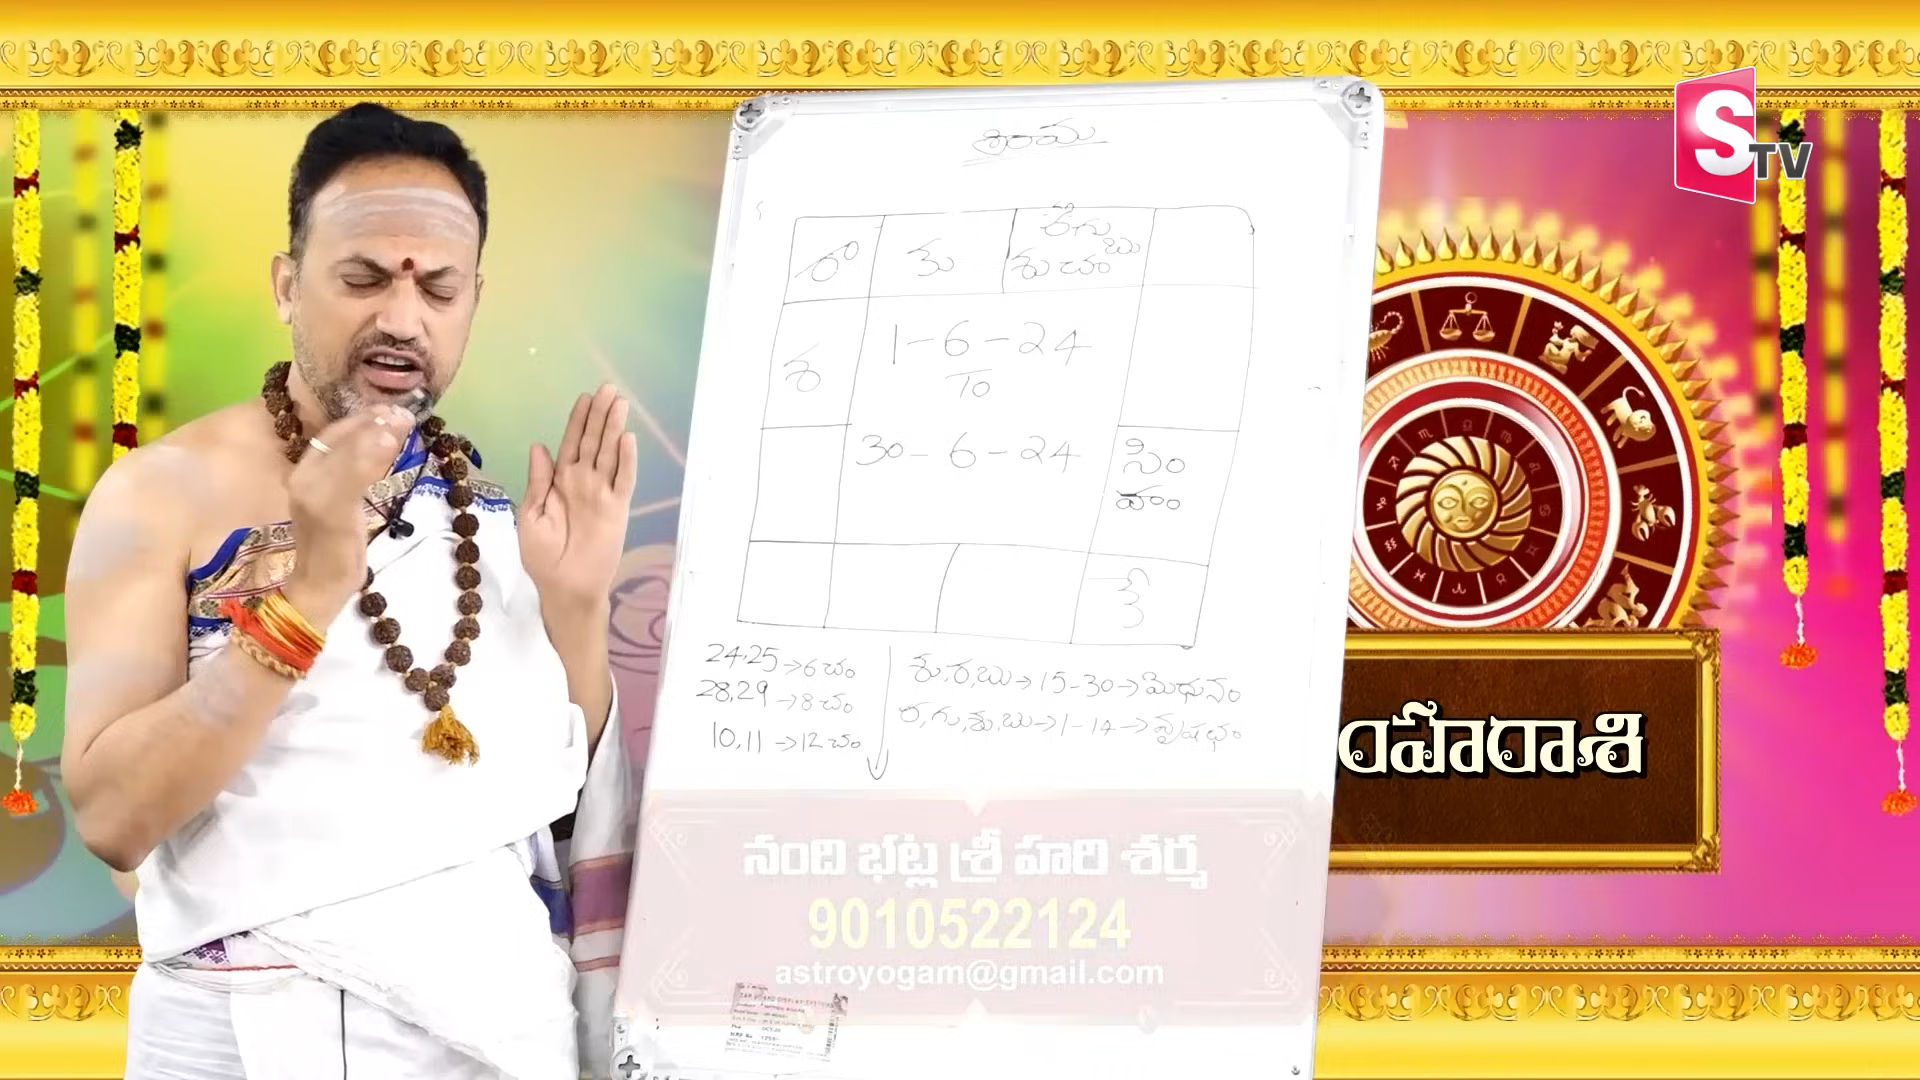 S TV
శ్రీరామ
రా
కు
ర గు
బు
శు చం
1-6-24
TO
30-6-24
శ
సిం
హం
కే
24,25→6 చం
28,29→8 చం
10,11→12 చం
శు,ర,బు→15-30→మిథునం
ర,గు,శు,బు→1-14→వృషభం
ంహరాశి
నంది భట్ల శ్రీ హరి శర్మ
9010522124
astroyogam@gmail.com